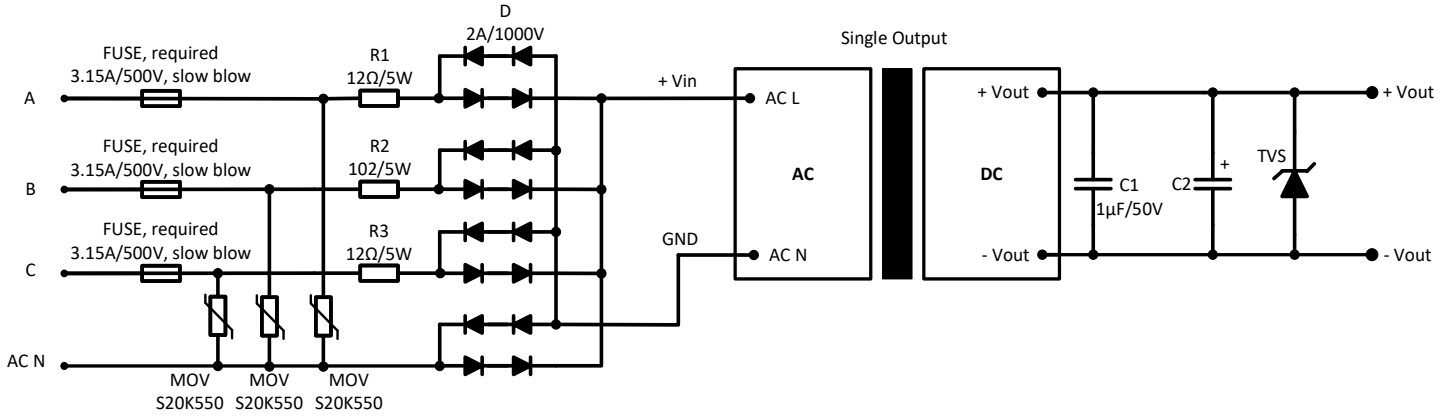 D
2A/1000V
FUSE, required
3.15A/500V, slow blow
R1
12Ω/5W
Single Output
A
+ Vin
AC L
+ Vout
+ Vout
FUSE, required
3.15A/500V, slow blow
R2
102/5W
B
AC
DC
C1
1µF/50V
C2
+
TVS
FUSE, required
3.15A/500V, slow blow
R3
12Ω/5W
C
GND
AC N
- Vout
- Vout
AC N
MOV
S20K550
MOV
S20K550
MOV
S20K550